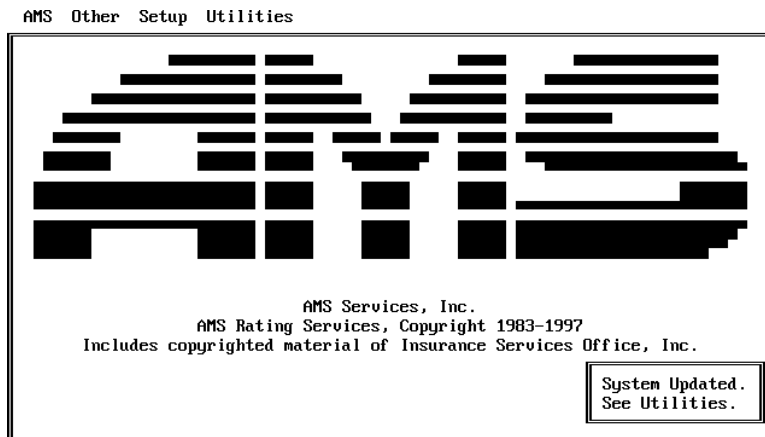 AMS Other Setup Utilities
AMS
AMS Services, Inc.
AMS Rating Services, Copyright 1983-1997
Includes copyrighted material of Insurance Services Office, Inc.
System Updated.
See Utilities.